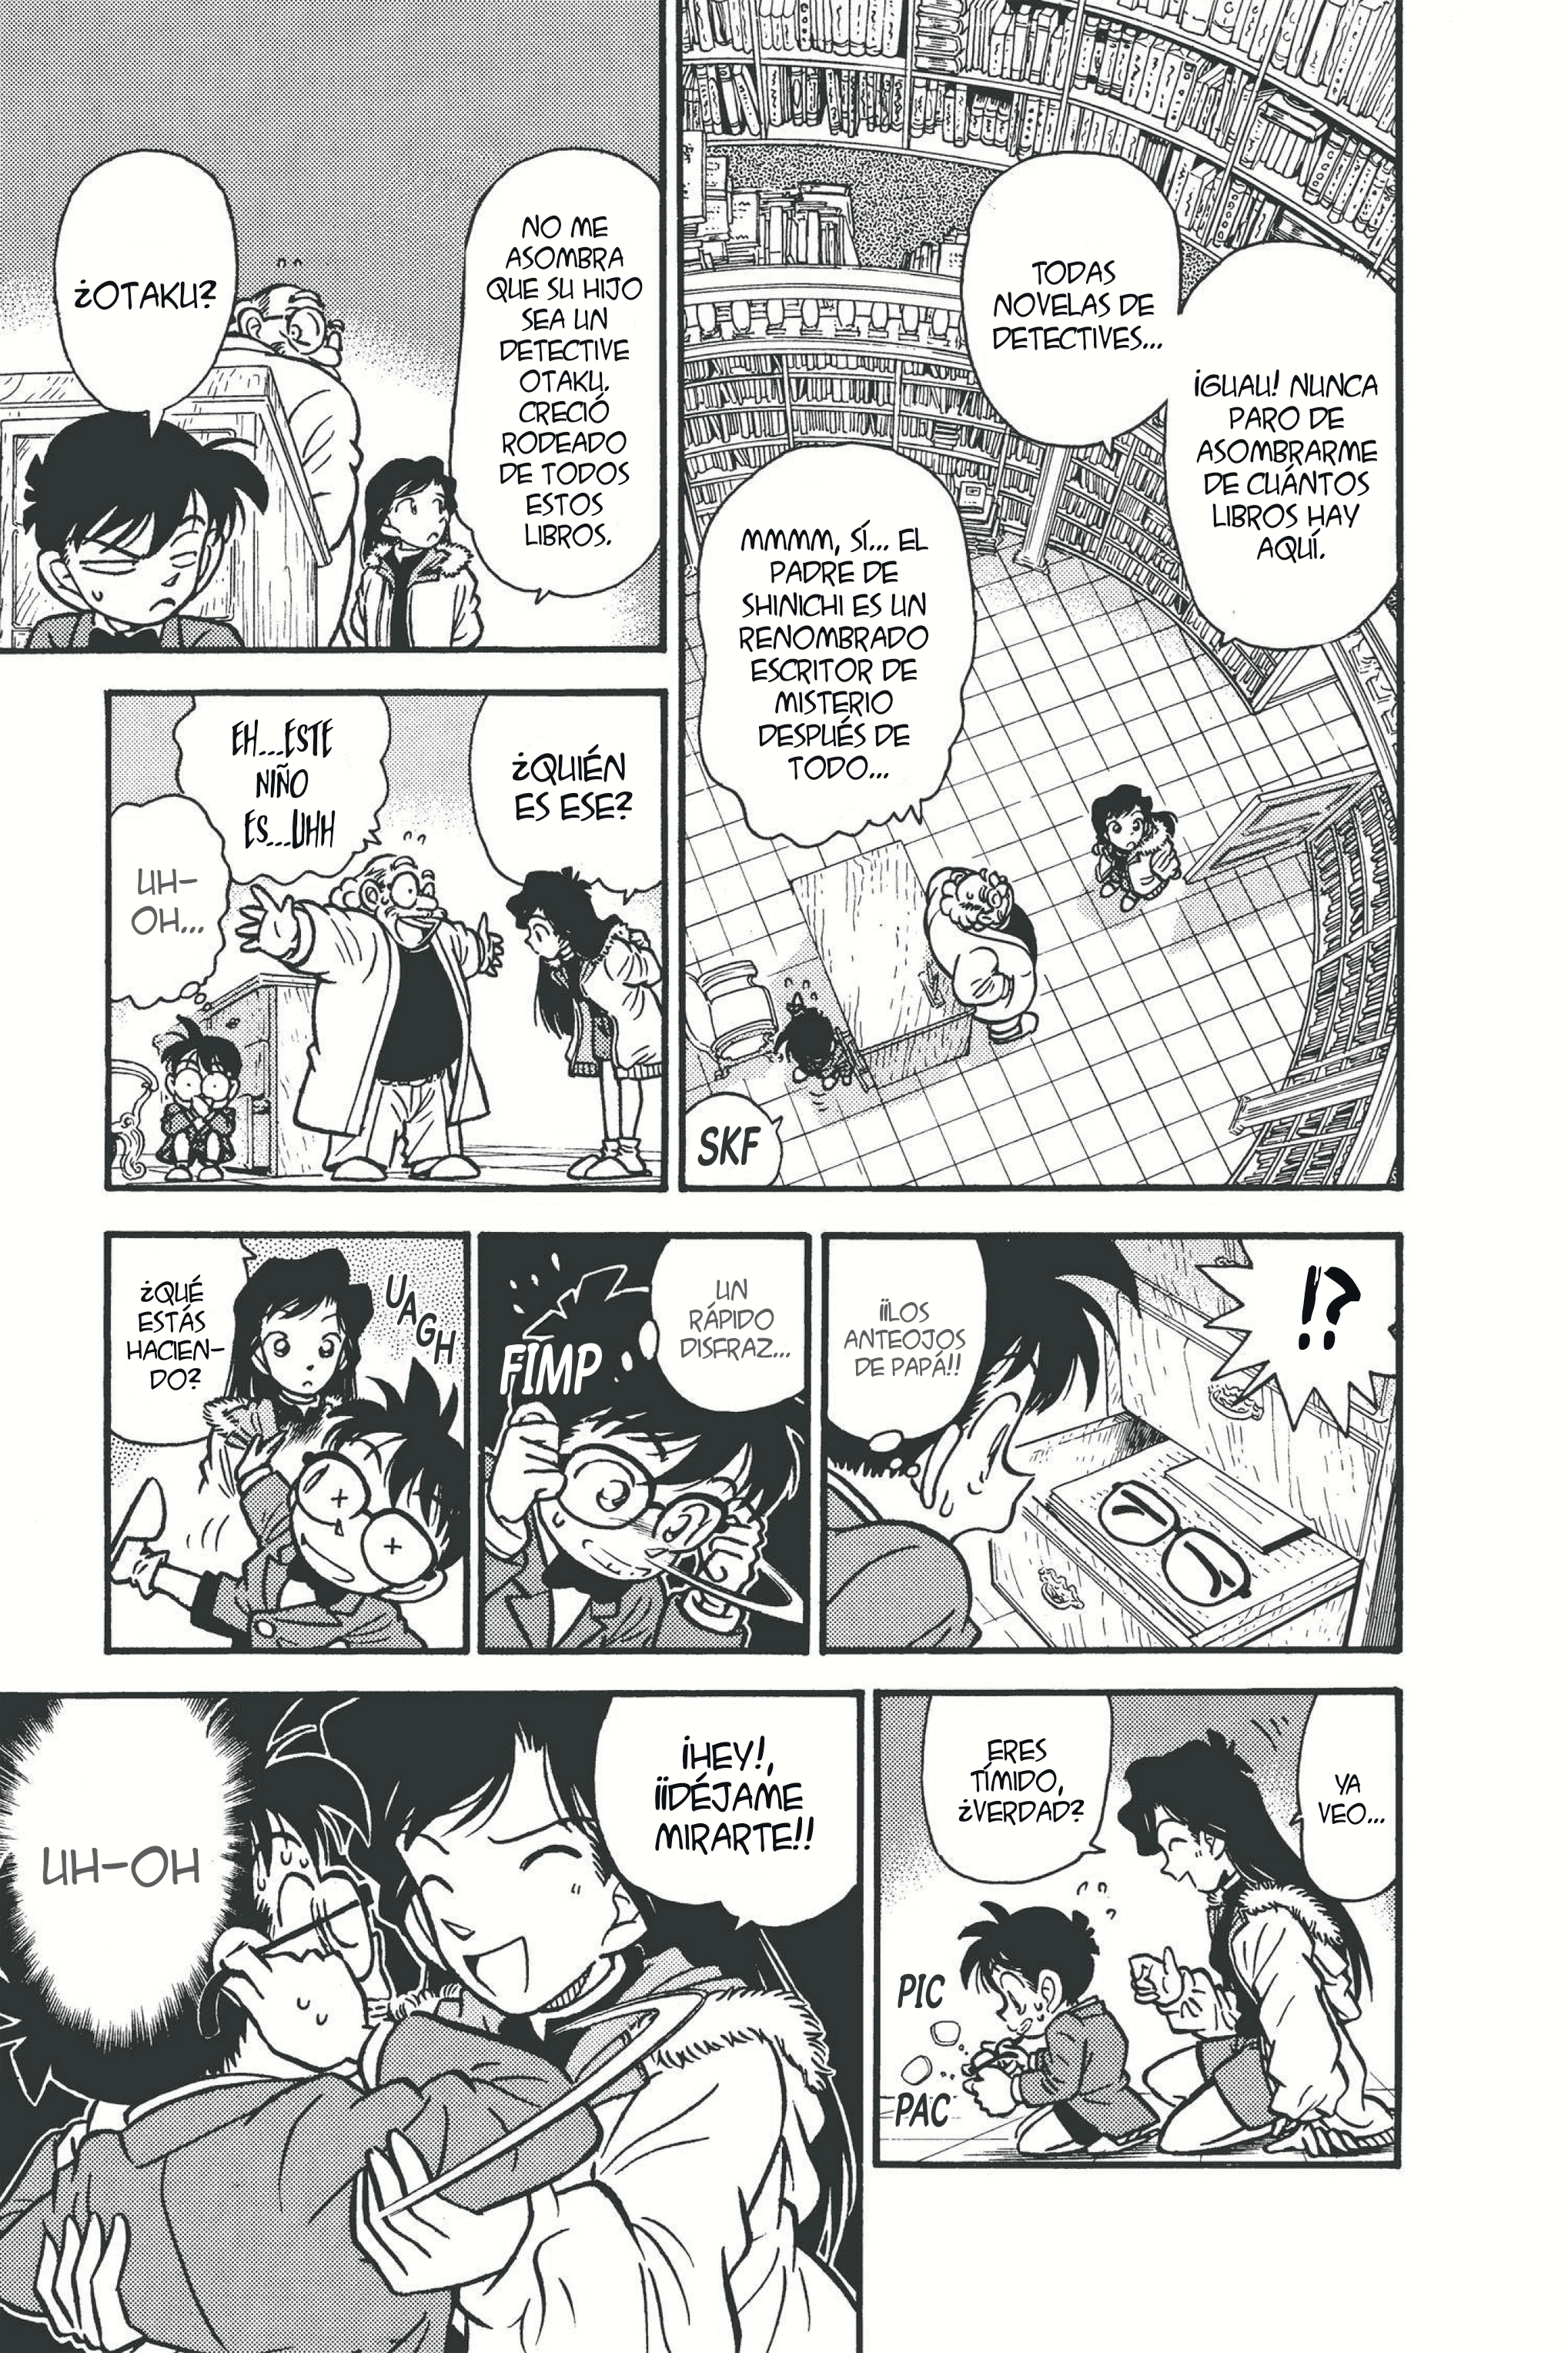 ¡GUAU! NUNCA
PARO DE
ASOMBRARME
DE CUÁNTOS
LIBROS HAY
AQUÍ.
TODAS
NOVELAS DE
DETECTIVES...
MMMM, SÍ... EL
PADRE DE
SHINICHI ES UN
RENOMBRADO
ESCRITOR DE
MISTERIO
DESPUÉS DE
TODO...
SKF
NO ME
ASOMBRA
QUE SU HIJO
SEA UN
DETECTIVE
OTAKU.
CRECIÓ
RODEADO
DE TODOS
ESTOS
LIBROS.
¿OTAKU?
¿QUIÉN
ES ESE?
EH...ESTE
NIÑO
ES...UHH
UH-
OH...
!?
¡¡LOS
ANTEOJOS
DE PAPÁ!!
UN
RÁPIDO
DISFRAZ...
FIMP
UAGH
¿QUÉ
ESTÁS
HACIEN-
DO?
YA
VEO...
ERES
TÍMIDO,
¿VERDAD?
PIC
PAC
¡HEY!,
¡¡DÉJAME
MIRARTE!!
UH-OH